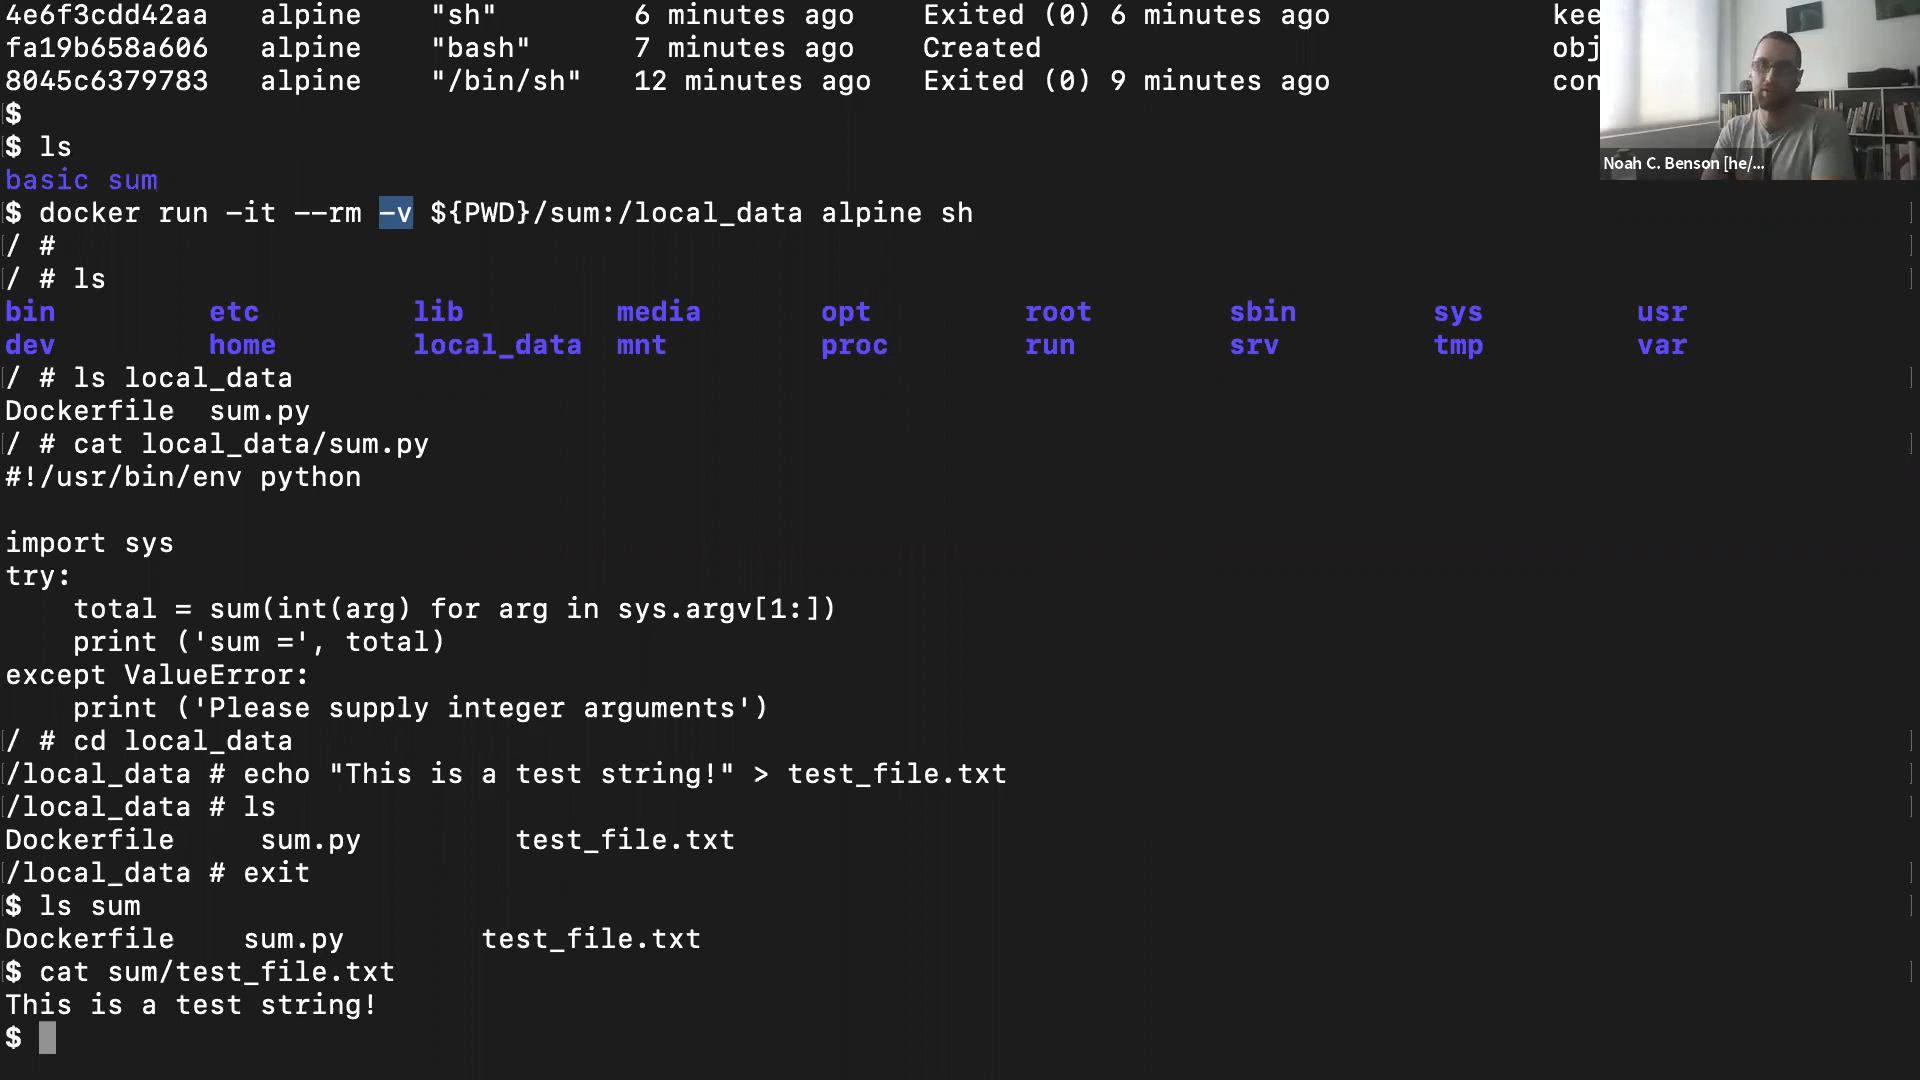 4e6f3cdd42aa alpine "sh" 6 minutes ago Exited (0) 6 minutes ago kee
fa19b658a606 alpine "bash" 7 minutes ago Created obj
8045c6379783 alpine "/bin/sh" 12 minutes ago Exited (0) 9 minutes ago con
$
$ ls
basic sum
Noah C. Benson [he/...
$ docker run -it --rm -v ${PWD}/sum:/local_data alpine sh
/ #
/ # ls
bin etc lib media opt root sbin sys usr
dev home local_data mnt proc run srv tmp var
/ # ls local_data
Dockerfile sum.py
/ # cat local_data/sum.py
#!/usr/bin/env python
import sys
try:
total = sum(int(arg) for arg in sys.argv[1:])
print ('sum =', total)
except ValueError:
print ('Please supply integer arguments')
/ # cd local_data
/local_data # echo "This is a test string!" > test_file.txt
/local_data # ls
Dockerfile sum.py test_file.txt
/local_data # exit
$ ls sum
Dockerfile sum.py test_file.txt
$ cat sum/test_file.txt
This is a test string!
$